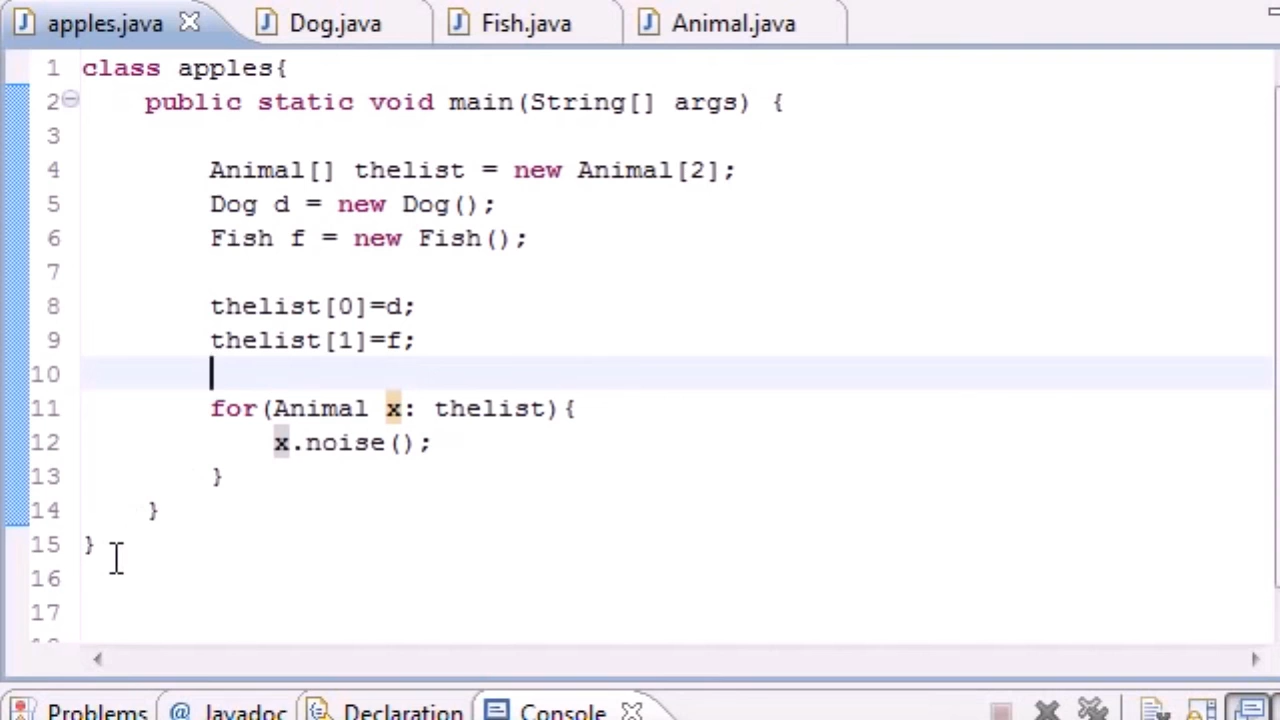 apples.java Dog.java Fish.java Animal.java
1 class apples{
2 public static void main(String[] args) {
3
4 Animal[] thelist = new Animal[2];
5 Dog d = new Dog();
6 Fish f = new Fish();
7
8 thelist[0]=d;
9 thelist[1]=f;
10
11 for(Animal x: thelist){
12 x.noise();
13 }
14 }
15 }
16
17
Problems @ Javadoc Declaration Console